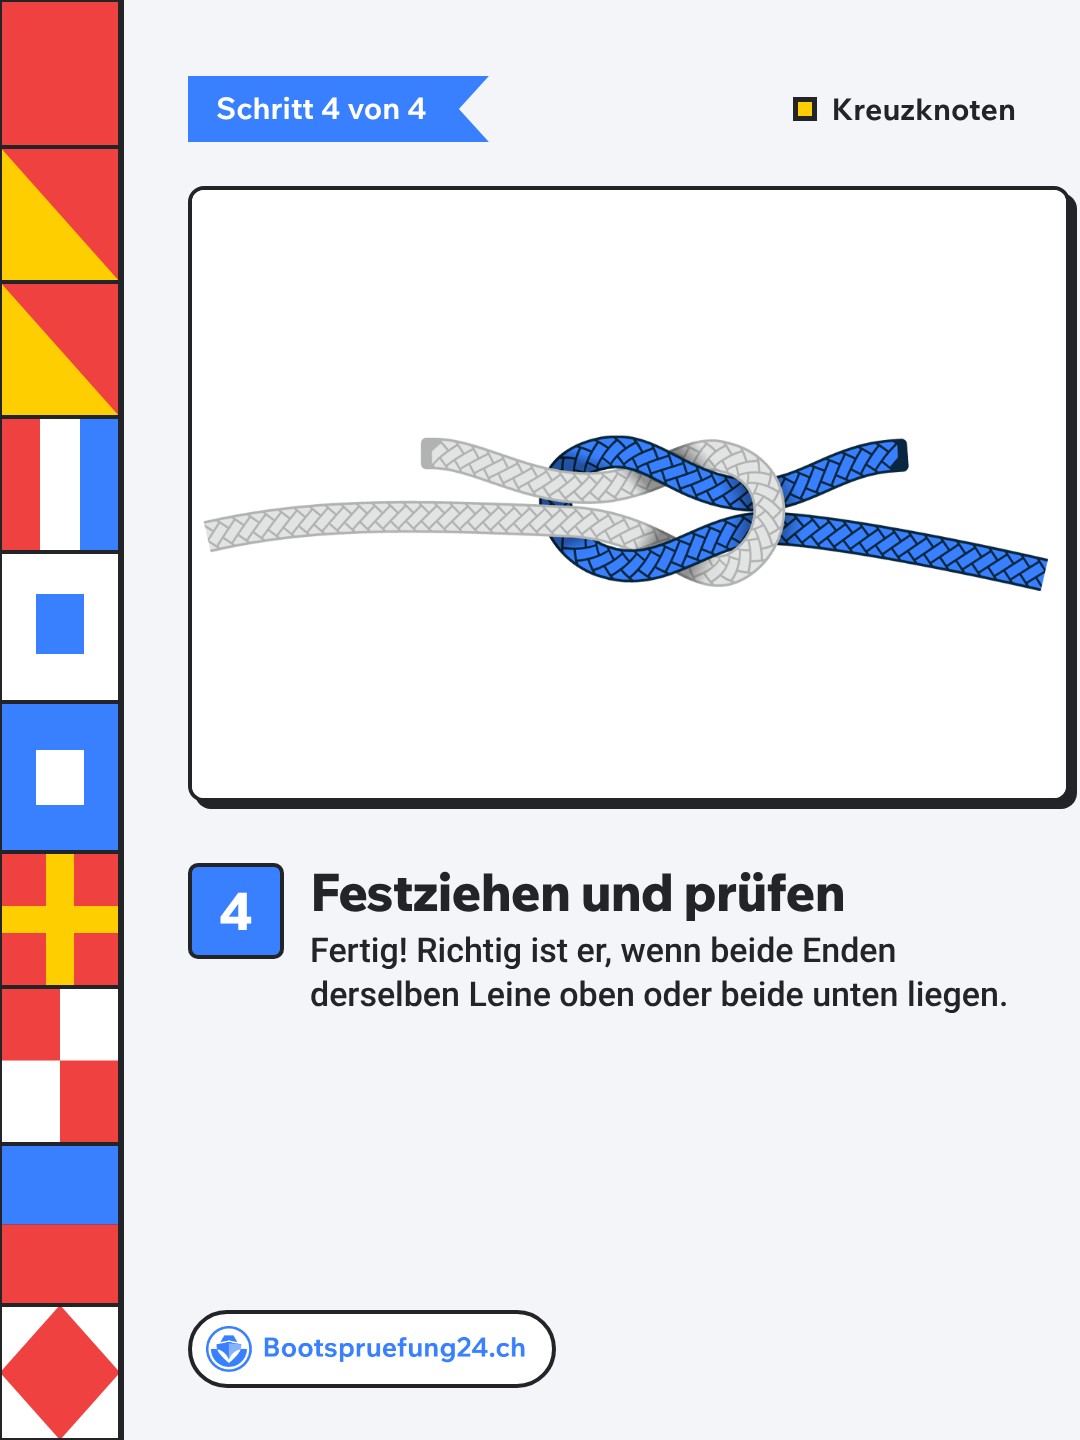 Schritt 4 von 4
Kreuzknoten
4
Festziehen und prüfen
Fertig! Richtig ist er, wenn beide Enden
derselben Leine oben oder beide unten liegen.
Bootspruefung24.ch